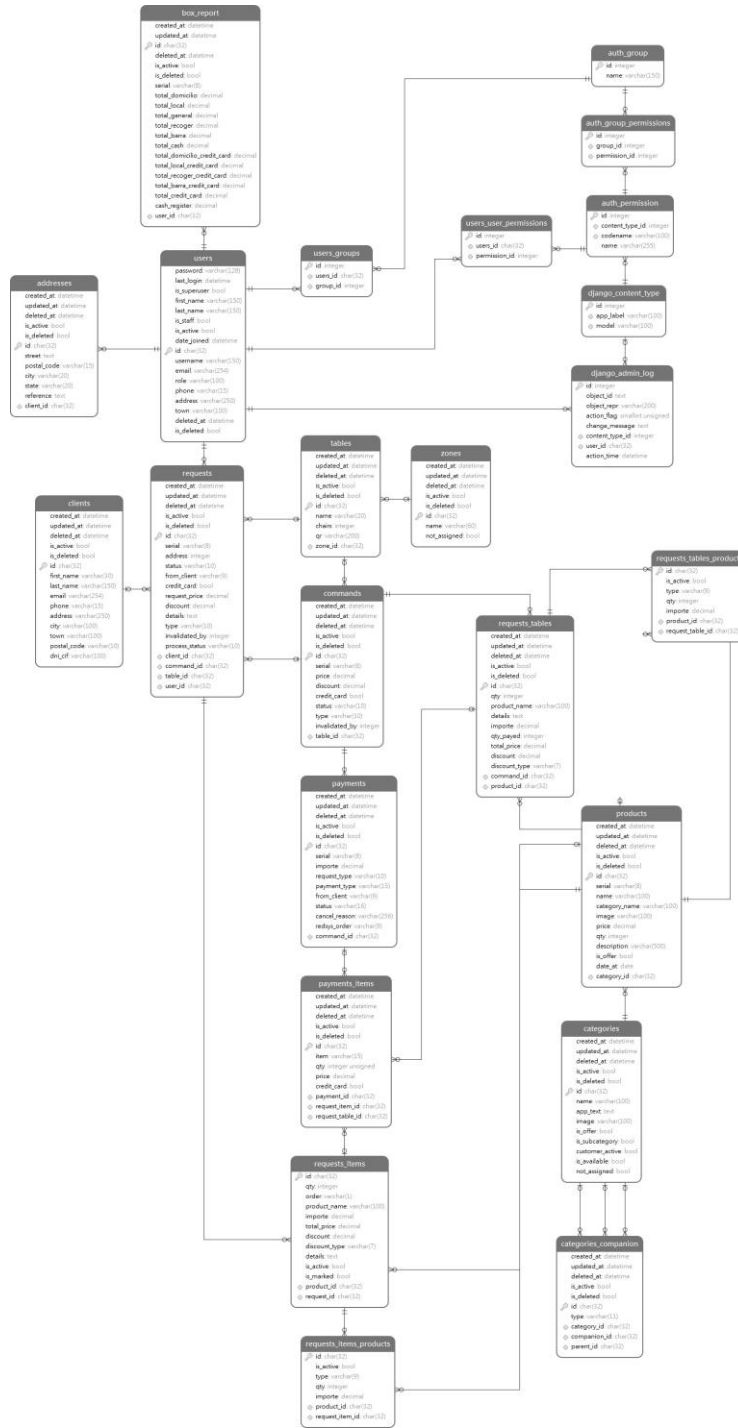 box_report
created_at datetime
updated_at datetime
id char(32)
deleted_at datetime
is_active bool
is_deleted bool
serial varchar(8)
total_domicilio decimal
total_local decimal
total_general decimal
total_recoger decimal
total_barra decimal
total_cash decimal
total_domicilio_credit_card decimal
total_local_credit_card decimal
total_recoger_credit_card decimal
total_barra_credit_card decimal
total_credit_card decimal
cash_register decimal
user_id char(32)
auth_group
id integer
name varchar(150)
auth_group_permissions
id integer
group_id integer
permission_id integer
auth_permission
id integer
content_type_id integer
codename varchar(100)
name varchar(255)
users_user_permissions
id integer
users_id char(32)
permission_id integer
users_groups
id integer
users_id char(32)
group_id integer
users
password varchar(128)
last_login datetime
is_superuser bool
first_name varchar(150)
last_name varchar(150)
is_staff bool
is_active bool
date_joined datetime
id char(32)
username varchar(150)
email varchar(254)
role varchar(100)
phone varchar(15)
address varchar(250)
town varchar(100)
deleted_at datetime
is_deleted bool
addresses
created_at datetime
updated_at datetime
deleted_at datetime
is_active bool
is_deleted bool
id char(32)
street text
postal_code varchar(15)
city varchar(20)
state varchar(20)
reference text
client_id char(32)
django_content_type
id integer
app_label varchar(100)
model varchar(100)
django_admin_log
id integer
object_id text
object_repr varchar(200)
action_flag smallint unsigned
change_message text
content_type_id integer
user_id char(32)
action_time datetime
tables
created_at datetime
updated_at datetime
deleted_at datetime
is_active bool
is_deleted bool
id char(32)
name varchar(20)
chairs integer
qr varchar(200)
zone_id char(32)
zones
created_at datetime
updated_at datetime
deleted_at datetime
is_active bool
is_deleted bool
id char(32)
name varchar(60)
not_assigned bool
requests
created_at datetime
updated_at datetime
deleted_at datetime
is_active bool
is_deleted bool
id char(32)
serial varchar(8)
address integer
status varchar(10)
from_client varchar(9)
credit_card bool
request_price decimal
discount decimal
details text
type varchar(10)
invalidated_by integer
process_status varchar(10)
client_id char(32)
command_id char(32)
table_id char(32)
user_id char(32)
clients
created_at datetime
updated_at datetime
deleted_at datetime
is_active bool
is_deleted bool
id char(32)
first_name varchar(10)
last_name varchar(150)
email varchar(254)
phone varchar(15)
address varchar(250)
city varchar(100)
town varchar(100)
postal_code varchar(10)
dni_cif varchar(100)
commands
created_at datetime
updated_at datetime
deleted_at datetime
is_active bool
is_deleted bool
id char(32)
serial varchar(8)
price decimal
discount decimal
credit_card bool
status varchar(10)
type varchar(10)
invalidated_by integer
table_id char(32)
requests_tables
created_at datetime
updated_at datetime
deleted_at datetime
is_active bool
is_deleted bool
id char(32)
qty integer
product_name varchar(100)
details text
importe decimal
qty_payed integer
total_price decimal
discount decimal
discount_type varchar(7)
command_id char(32)
product_id char(32)
requests_tables_product
id char(32)
is_active bool
type varchar(9)
qty integer
importe decimal
product_id char(32)
request_table_id char(32)
payments
created_at datetime
updated_at datetime
deleted_at datetime
is_active bool
is_deleted bool
id char(32)
serial varchar(8)
importe decimal
request_type varchar(10)
payment_type varchar(15)
from_client varchar(9)
status varchar(16)
cancel_reason varchar(256)
redsys_order varchar(9)
command_id char(32)
products
created_at datetime
updated_at datetime
deleted_at datetime
is_active bool
is_deleted bool
id char(32)
serial varchar(8)
name varchar(100)
category_name varchar(100)
image varchar(100)
price decimal
qty integer
description varchar(500)
is_offer bool
date_at date
category_id char(32)
payments_items
created_at datetime
updated_at datetime
deleted_at datetime
is_active bool
is_deleted bool
id char(32)
item varchar(15)
qty integer unsigned
price decimal
credit_card bool
payment_id char(32)
request_item_id char(32)
request_table_id char(32)
categories
created_at datetime
updated_at datetime
deleted_at datetime
is_active bool
is_deleted bool
id char(32)
name varchar(100)
app_text text
image varchar(100)
is_offer bool
is_subcategory bool
customer_active bool
is_available bool
not_assigned bool
requests_items
id char(32)
qty integer
order varchar(1)
product_name varchar(100)
importe decimal
total_price decimal
discount decimal
discount_type varchar(7)
details text
is_active bool
is_marked bool
product_id char(32)
request_id char(32)
categories_companion
created_at datetime
updated_at datetime
deleted_at datetime
is_active bool
is_deleted bool
id char(32)
type varchar(11)
category_id char(32)
companion_id char(32)
parent_id char(32)
requests_items_products
id char(32)
is_active bool
type varchar(9)
qty integer
importe decimal
product_id char(32)
request_item_id char(32)